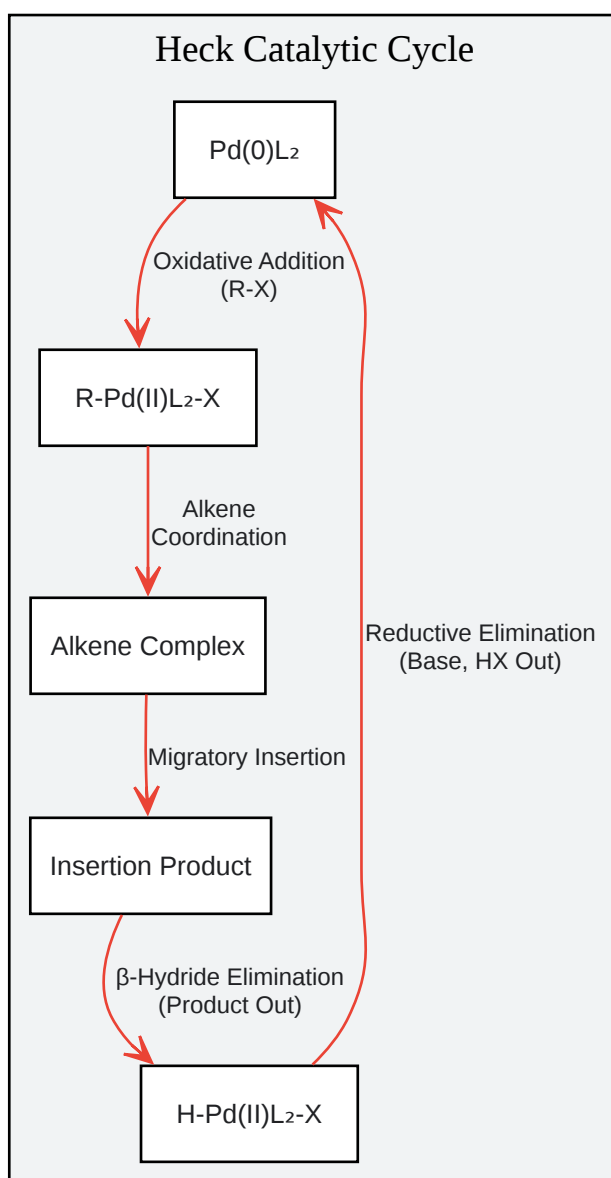 Heck Catalytic Cycle
Pd(0)L₂
Oxidative Addition
(R-X)
R-Pd(II)L₂-X
Alkene
Coordination
Alkene Complex
Reductive Elimination
(Base, HX Out)
Migratory Insertion
Insertion Product
β-Hydride Elimination
(Product Out)
H-Pd(II)L₂-X